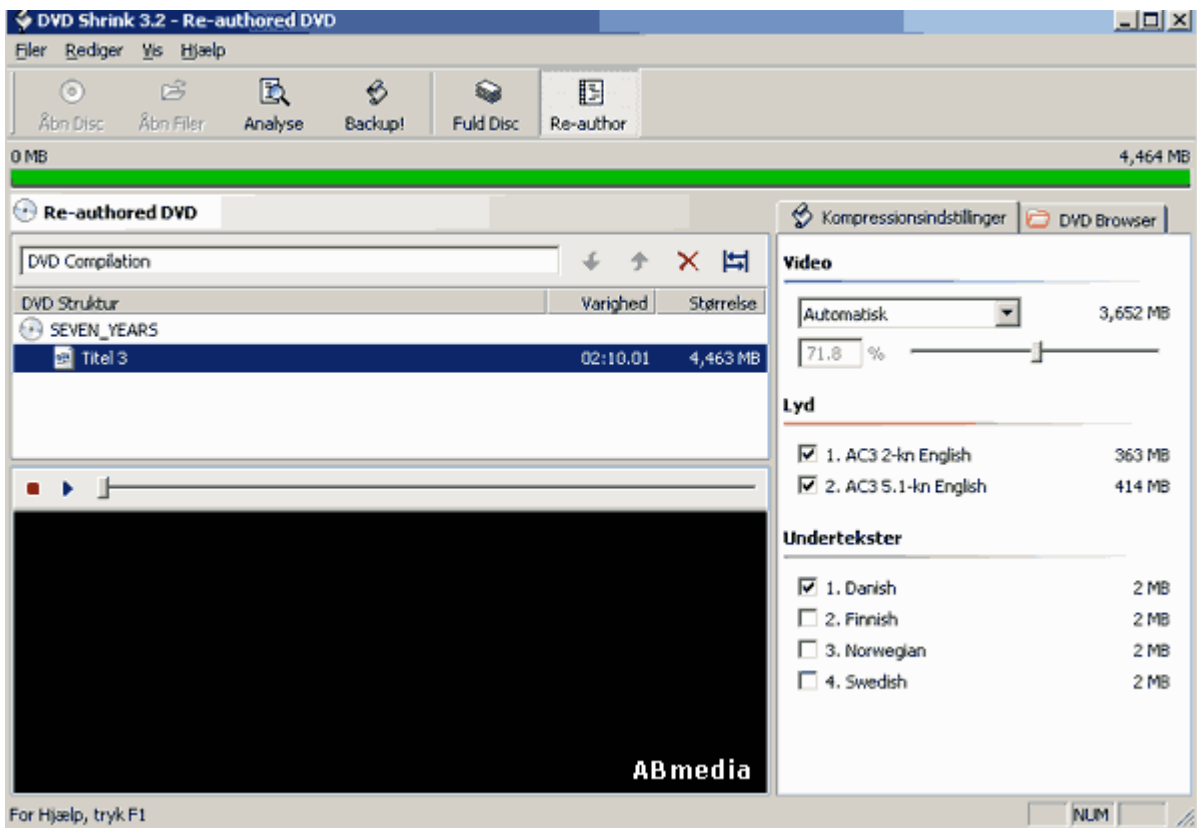 DVD Shrink 3.2 - Re-authored DVD
Filer Rediger Vis Hjælp
Åbn Disc Åbn Filer Analyse Backup! Fuld Disc Re-author
0 MB 4,464 MB
Re-authored DVD
Kompressionsindstillinger DVD Browser
DVD Compilation
DVD Struktur Varighed Størrelse
SEVEN_YEARS
Titel 3 02:10.01 4,463 MB
Video
Automatisk 3,652 MB
71.8 %
Lyd
1. AC3 2-kn English 363 MB
2. AC3 5.1-kn English 414 MB
Undertekster
1. Danish 2 MB
2. Finnish 2 MB
3. Norwegian 2 MB
4. Swedish 2 MB
ABmedia
For Hjælp, tryk F1 NUM